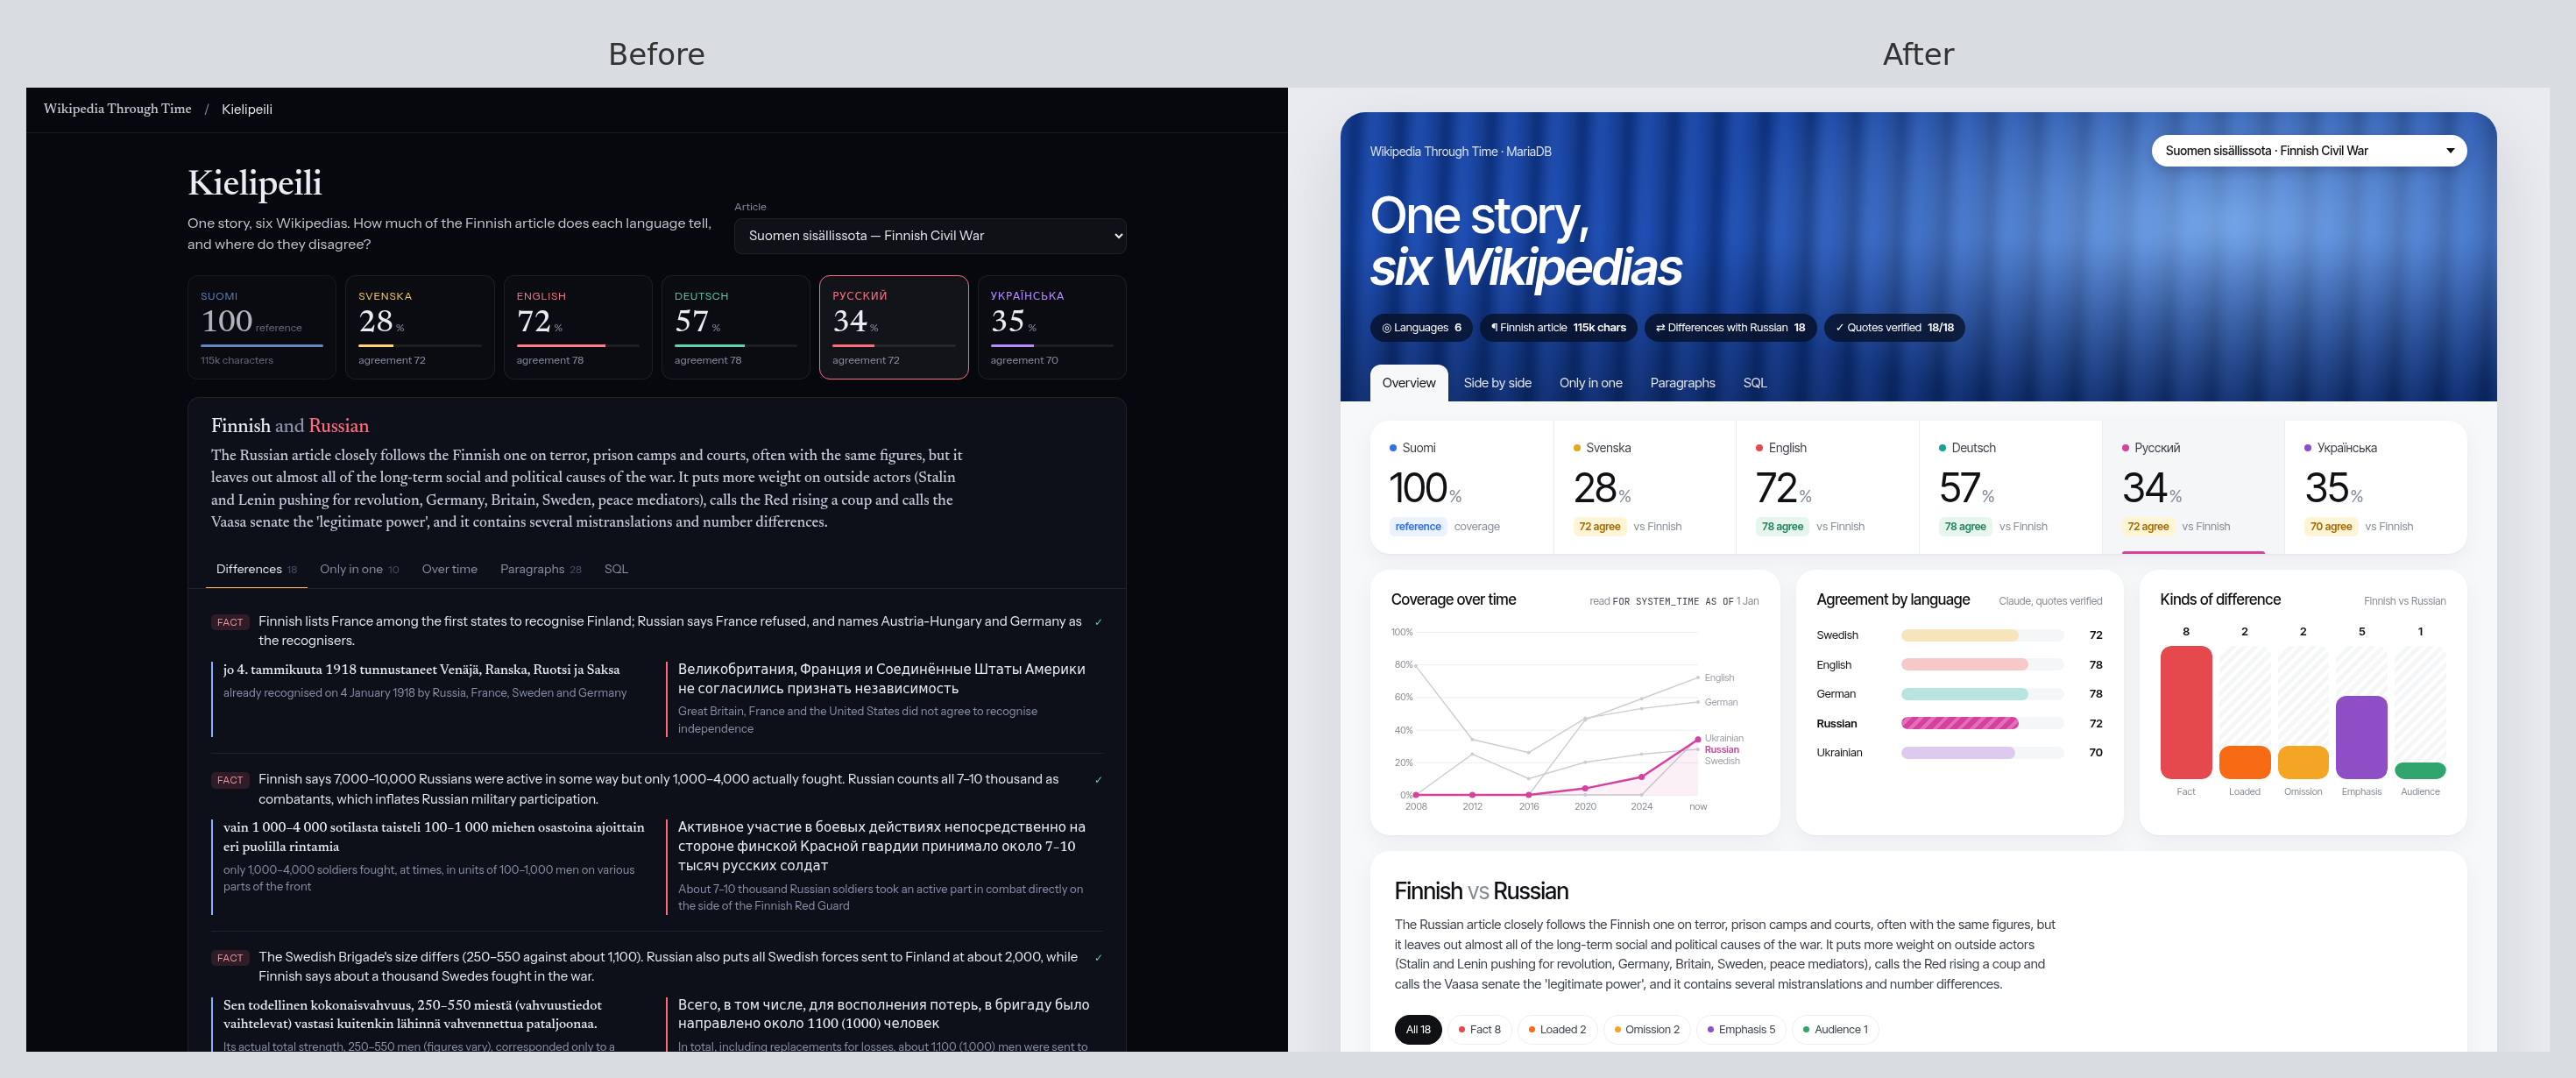 Before
After
Wikipedia Through Time / Kielipeili
Kielipeili
One story, six Wikipedias. How much of the Finnish article does each language tell,
and where do they disagree?
Article
Suomen sisällissota — Finnish Civil War
SUOMI
100 reference
115k characters
SVENSKA
28 %
agreement 72
ENGLISH
72 %
agreement 78
DEUTSCH
57 %
agreement 78
РУССКИЙ
34 %
agreement 72
УКРАЇНСЬКА
35 %
agreement 70
Finnish and Russian
The Russian article closely follows the Finnish one on terror, prison camps and courts, often with the same figures, but it
leaves out almost all of the long-term social and political causes of the war. It puts more weight on outside actors (Stalin
and Lenin pushing for revolution, Germany, Britain, Sweden, peace mediators), calls the Red rising a coup and calls the
Vaasa senate the 'legitimate power', and it contains several mistranslations and number differences.
Differences 18 Only in one 10 Over time Paragraphs 28 SQL
FACT Finnish lists France among the first states to recognise Finland; Russian says France refused, and names Austria-Hungary and Germany as ✓
the recognisers.
jo 4. tammikuuta 1918 tunnustaneet Venäjä, Ranska, Ruotsi ja Saksa
already recognised on 4 January 1918 by Russia, France, Sweden and Germany
Великобритания, Франция и Соединённые Штаты Америки
не согласились признать независимость
Great Britain, France and the United States did not agree to recognise
independence
FACT Finnish says 7,000–10,000 Russians were active in some way but only 1,000–4,000 actually fought. Russian counts all 7–10 thousand as ✓
combatants, which inflates Russian military participation.
vain 1 000–4 000 sotilasta taisteli 100–1 000 miehen osastoina ajoittain
eri puolilla rintamia
only 1,000–4,000 soldiers fought, at times, in units of 100–1,000 men on various
parts of the front
Активное участие в боевых действиях непосредственно на
стороне финской Красной гвардии принимало около 7–10
тысяч русских солдат
About 7–10 thousand Russian soldiers took an active part in combat directly on
the side of the Finnish Red Guard
FACT The Swedish Brigade's size differs (250–550 against about 1,100). Russian also puts all Swedish forces sent to Finland at about 2,000, while ✓
Finnish says about a thousand Swedes fought in the war.
Sen todellinen kokonaisvahvuus, 250–550 miestä (vahvuustiedot
vaihtelevat) vastasi kuitenkin lähinnä vahvennettua pataljoonaa.
Its actual total strength, 250–550 men (figures vary), corresponded only to a
Всего, в том числе, для восполнения потерь, в бригаду было
направлено около 1100 (1000) человек
In total, including replacements for losses, about 1,100 (1,000) men were sent to
Wikipedia Through Time · MariaDB
Suomen sisällissota · Finnish Civil War
One story,
six Wikipedias
◎ Languages 6 ¶ Finnish article 115k chars ⇄ Differences with Russian 18 ✓ Quotes verified 18/18
Overview Side by side Only in one Paragraphs SQL
Suomi
100%
reference coverage
Svenska
28%
72 agree vs Finnish
English
72%
78 agree vs Finnish
Deutsch
57%
78 agree vs Finnish
Русский
34%
72 agree vs Finnish
Українська
35%
70 agree vs Finnish
Coverage over time read FOR SYSTEM_TIME AS OF 1 Jan
100%
80%
60%
40%
20%
0%
2008 2012 2016 2020 2024 now
English
German
Ukrainian
Russian
Swedish
Agreement by language Claude, quotes verified
Swedish 72
English 78
German 78
Russian 72
Ukrainian 70
Kinds of difference Finnish vs Russian
8 2 2 5 1
Fact Loaded Omission Emphasis Audience
Finnish vs Russian
The Russian article closely follows the Finnish one on terror, prison camps and courts, often with the same figures, but
it leaves out almost all of the long-term social and political causes of the war. It puts more weight on outside actors
(Stalin and Lenin pushing for revolution, Germany, Britain, Sweden, peace mediators), calls the Red rising a coup and
calls the Vaasa senate the 'legitimate power', and it contains several mistranslations and number differences.
All 18 Fact 8 Loaded 2 Omission 2 Emphasis 5 Audience 1